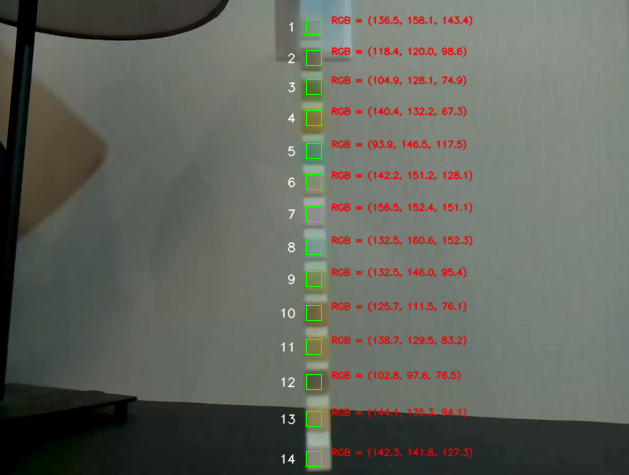 1 RGB = (136.5, 158.1, 143.4)
2 RGB = (118.4, 120.0, 98.6)
3 RGB = (104.9, 128.1, 74.9)
4 RGB = (140.4, 132.2, 67.3)
5 RGB = (93.9, 146.5, 117.5)
6 RGB = (142.2, 151.2, 128.1)
7 RGB = (156.5, 152.4, 151.1)
8 RGB = (132.5, 160.6, 152.3)
9 RGB = (132.5, 146.0, 95.4)
10 RGB = (125.7, 111.5, 76.1)
11 RGB = (138.7, 129.5, 83.2)
12 RGB = (102.8, 97.6, 76.5)
13 RGB =
14 RGB = (142.3, 141.8, 127.3)